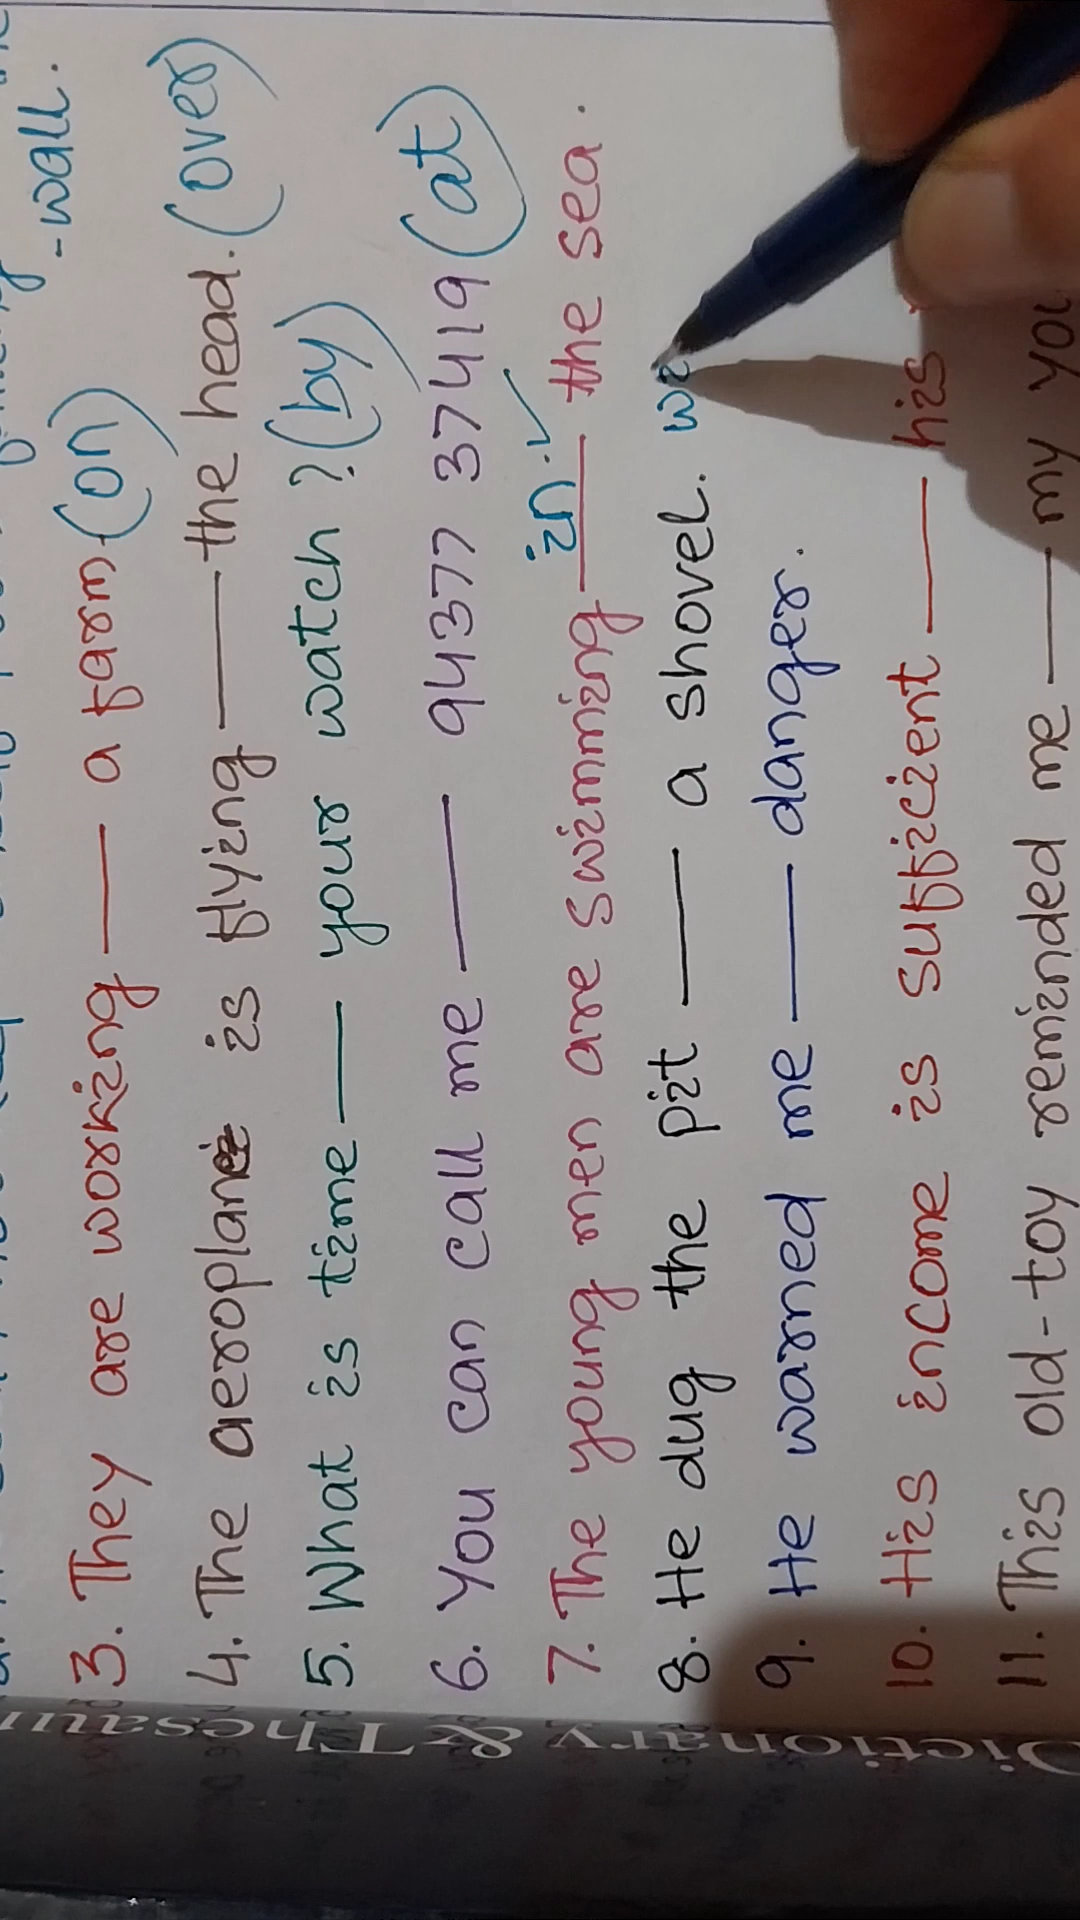 -wall.
3. They are working — a farm. (on)
4. The aeroplane is flying — the head. (over)
5. What is time — your watch? (by)
6. You can call me — 94377 37419 (at)
7. The young men are swimming in. the sea.
8. He dug the pit — a shovel.
9. He warned me — danger.
10. His income is sufficient — his
11. This old-toy reminded me — my
Dictionary & Thesaur